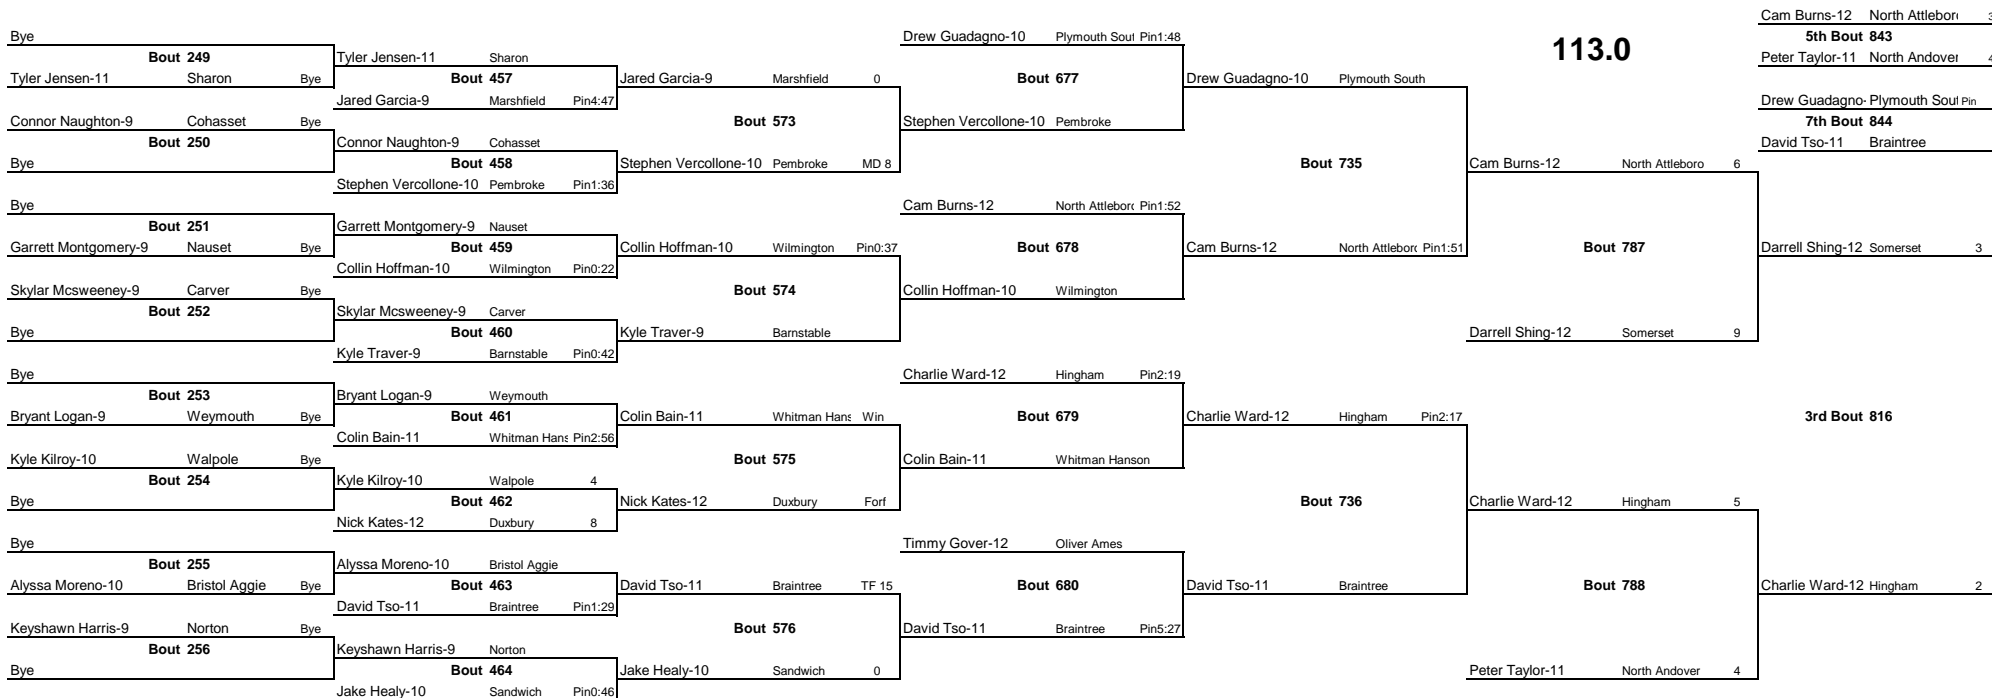 Cam Burns-12 North Attlebor
Bye Drew Guadagno-10 Plymouth Sout Pin1:48 113.0 5th Bout 843
Bout 249 Tyler Jensen-11 Sharon Peter Taylor-11 North Andover 4
Tyler Jensen-11 Sharon Bye Bout 457 Jared Garcia-9 Marshfield 0 Bout 677 Drew Guadagno-10 Plymouth South
Jared Garcia-9 Marshfield Pin4:47 Drew Guadagno- Plymouth Sout Pin
Connor Naughton-9 Cohasset Bye Bout 573 Stephen Vercollone-10 Pembroke 7th Bout 844
Bout 250 Connor Naughton-9 Cohasset David Tso-11 Braintree
Bye Bout 458 Stephen Vercollone-10 Pembroke MD 8 Bout 735 Cam Burns-12 North Attleboro 6
Stephen Vercollone-10 Pembroke Pin1:36
Bye Cam Burns-12 North Attlebor Pin1:52
Bout 251 Garrett Montgomery-9 Nauset
Garrett Montgomery-9 Nauset Bye Bout 459 Collin Hoffman-10 Wilmington Pin0:37 Bout 678 Cam Burns-12 North Attlebor Pin1:51 Bout 787 Darrell Shing-12 Somerset 3
Collin Hoffman-10 Wilmington Pin0:22
Skylar Mcsweeney-9 Carver Bye Bout 574 Collin Hoffman-10 Wilmington
Bout 252 Skylar Mcsweeney-9 Carver
Bye Bout 460 Kyle Traver-9 Barnstable Darrell Shing-12 Somerset 9
Kyle Traver-9 Barnstable Pin0:42
Bye Charlie Ward-12 Hingham Pin2:19
Bout 253 Bryant Logan-9 Weymouth
Bryant Logan-9 Weymouth Bye Bout 461 Colin Bain-11 Whitman Hans Win Bout 679 Charlie Ward-12 Hingham Pin2:17 3rd Bout 816
Colin Bain-11 Whitman Hans Pin2:56
Kyle Kilroy-10 Walpole Bye Bout 575 Colin Bain-11 Whitman Hanson
Bout 254 Kyle Kilroy-10 Walpole 4
Bye Bout 462 Nick Kates-12 Duxbury Forf Bout 736 Charlie Ward-12 Hingham 5
Nick Kates-12 Duxbury 8
Bye Timmy Gover-12 Oliver Ames
Bout 255 Alyssa Moreno-10 Bristol Aggie
Alyssa Moreno-10 Bristol Aggie Bye Bout 463 David Tso-11 Braintree TF 15 Bout 680 David Tso-11 Braintree Bout 788 Charlie Ward-12 Hingham 2
David Tso-11 Braintree Pin1:29
Keyshawn Harris-9 Norton Bye Bout 576 David Tso-11 Braintree Pin5:27
Bout 256 Keyshawn Harris-9 Norton
Bye Bout 464 Jake Healy-10 Sandwich 0 Peter Taylor-11 North Andover 4
Jake Healy-10 Sandwich Pin0:46